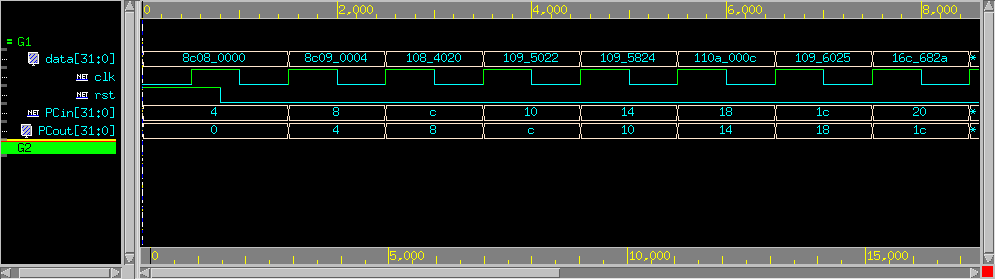 0 2,000 4,000 6,000 8,000
G1
data[31:0] 8c08_0000 8c09_0004 108_4020 109_5022 109_5824 110a_000c 109_6025 16c_682a *
NET clk
NET rst
NET PCin[31:0] 4 8 c 10 14 18 1c 20 *
PCout[31:0] 0 4 8 c 10 14 18 1c *
G2
0 5,000 10,000 15,000